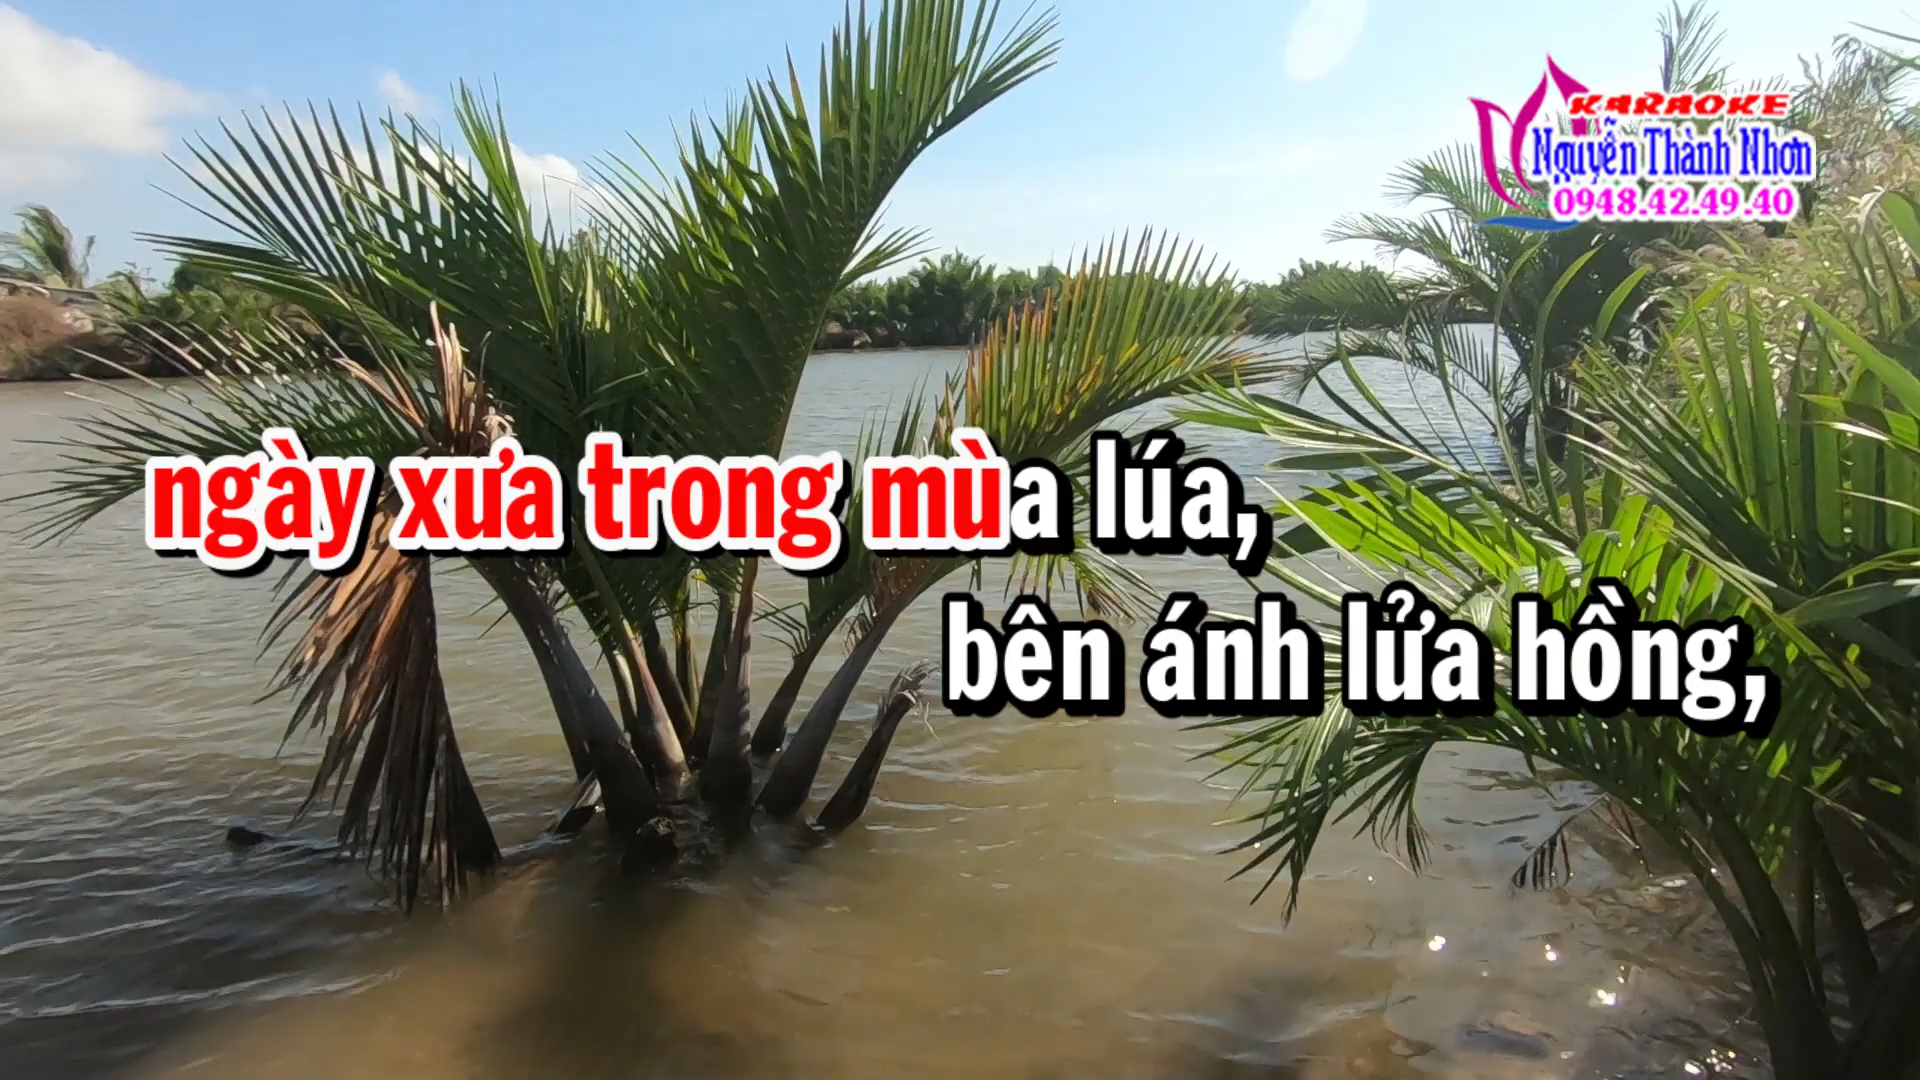 KARAOKE
Nguyễn Thành Nhơn
0948.42.49.40
ngày xưa trong mùa lúa,
bên ánh lửa hồng,